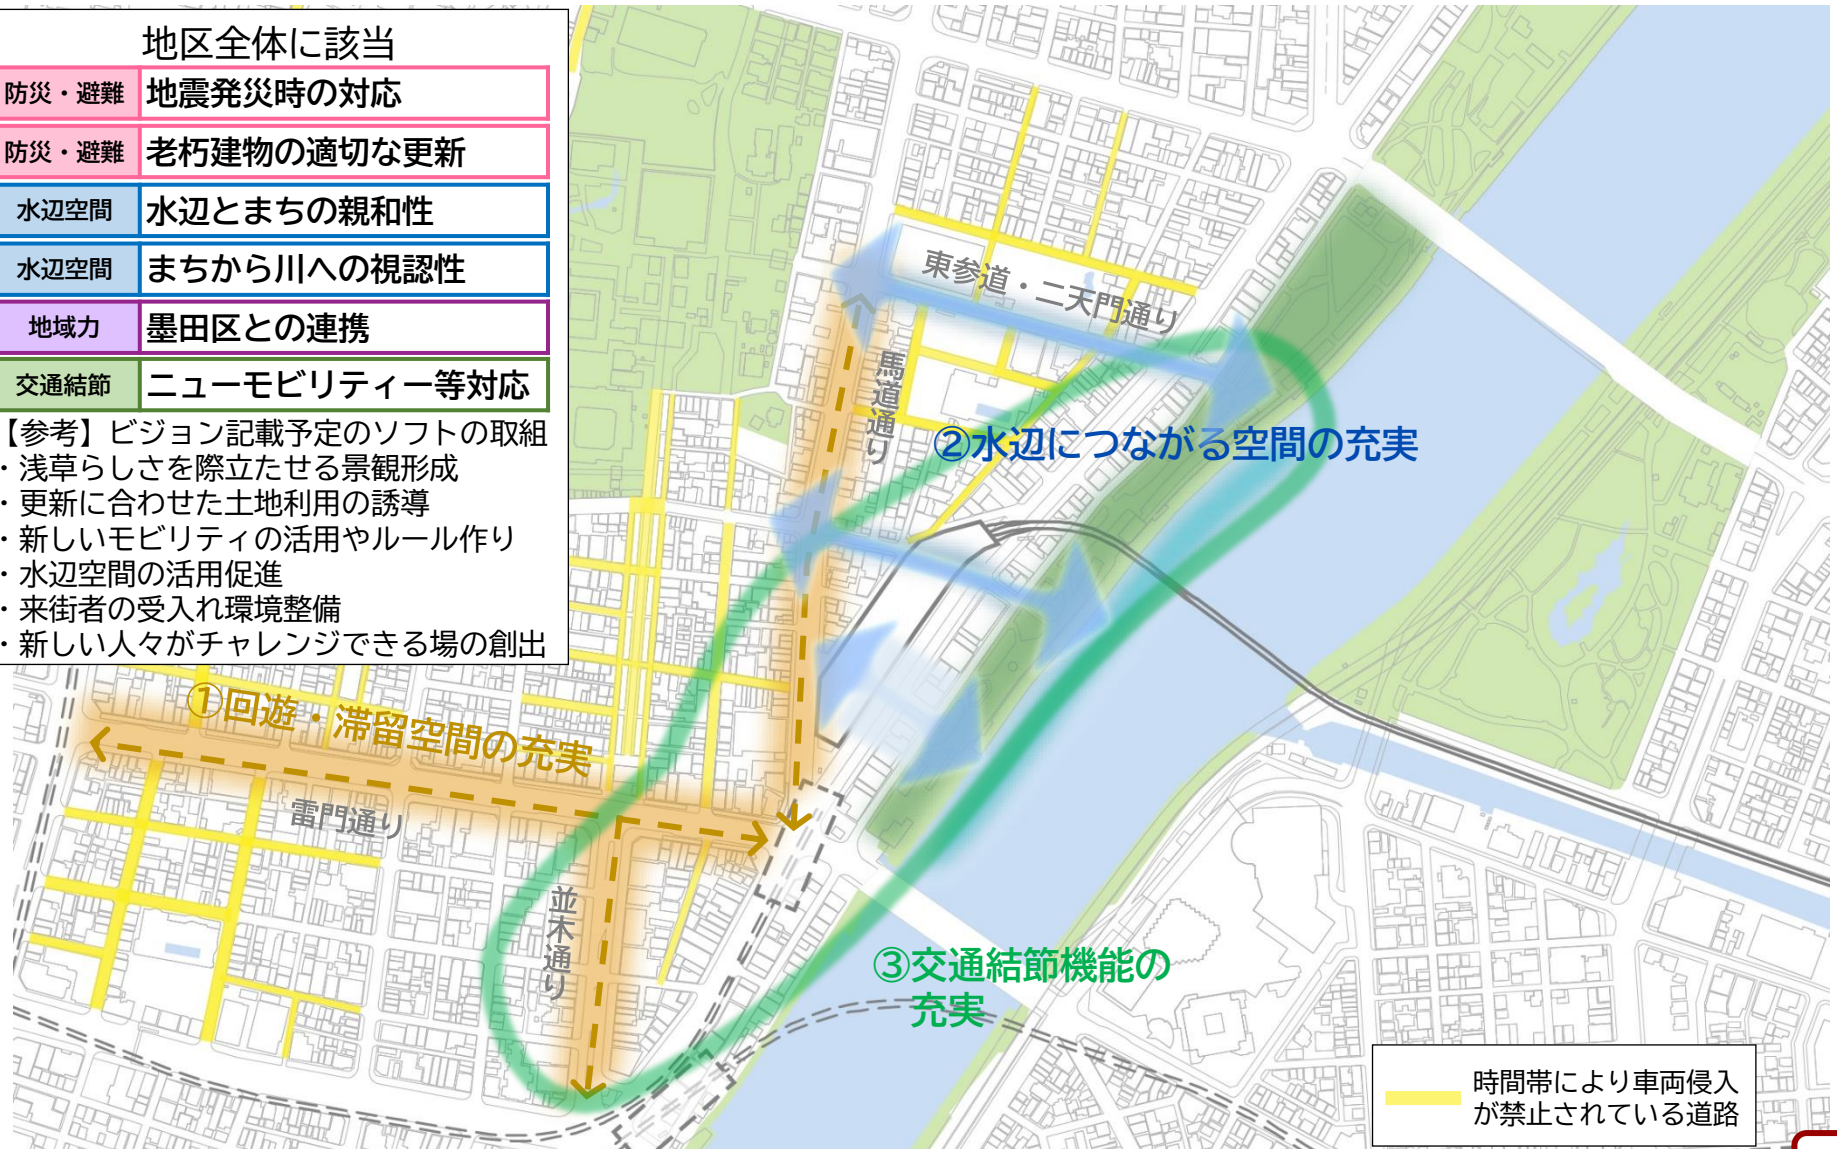 地区全体に該当
防災・避難 地震発災時の対応
防災・避難 老朽建物の適切な更新
水辺空間 水辺とまちの親和性
水辺空間 まちから川への視認性
地域力 墨田区との連携
交通結節 ニューモビリティー等対応
【参考】ビジョン記載予定のソフトの取組
・浅草らしさを際立たせる景観形成
・更新に合わせた土地利用の誘導
・新しいモビリティの活用やルール作り
・水辺空間の活用促進
・来街者の受入れ環境整備
・新しい人々がチャレンジできる場の創出
東参道・二天門通り
馬道通り
②水辺につながる空間の充実
①回遊・滞留空間の充実
雷門通り
並木通り
③交通結節機能の
充実
時間帯により車両侵入
が禁止されている道路